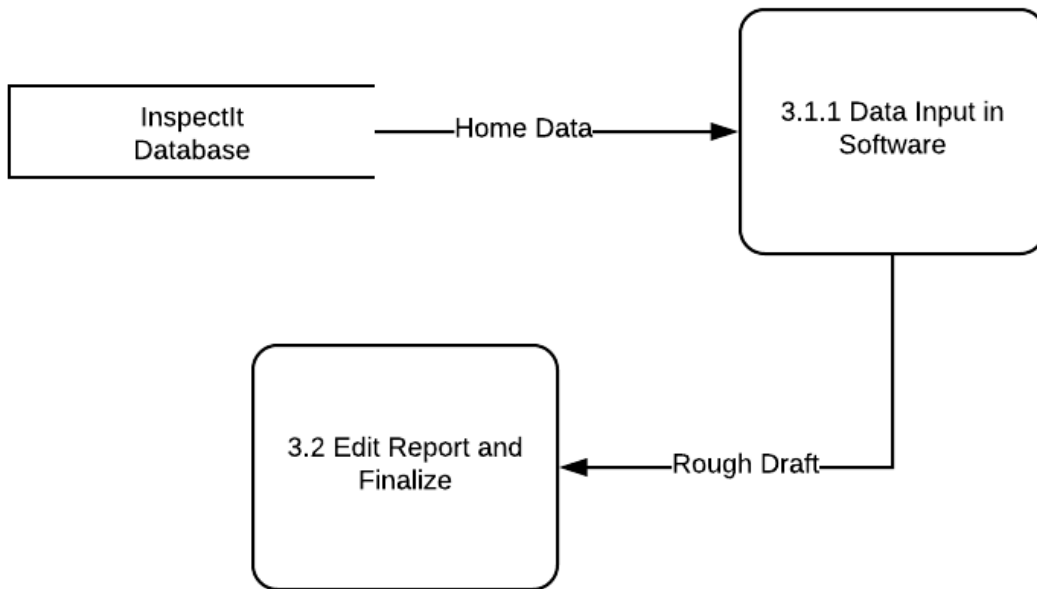 InspectIt
Database
Home Data
3.1.1 Data Input in
Software
3.2 Edit Report and
Finalize
Rough Draft